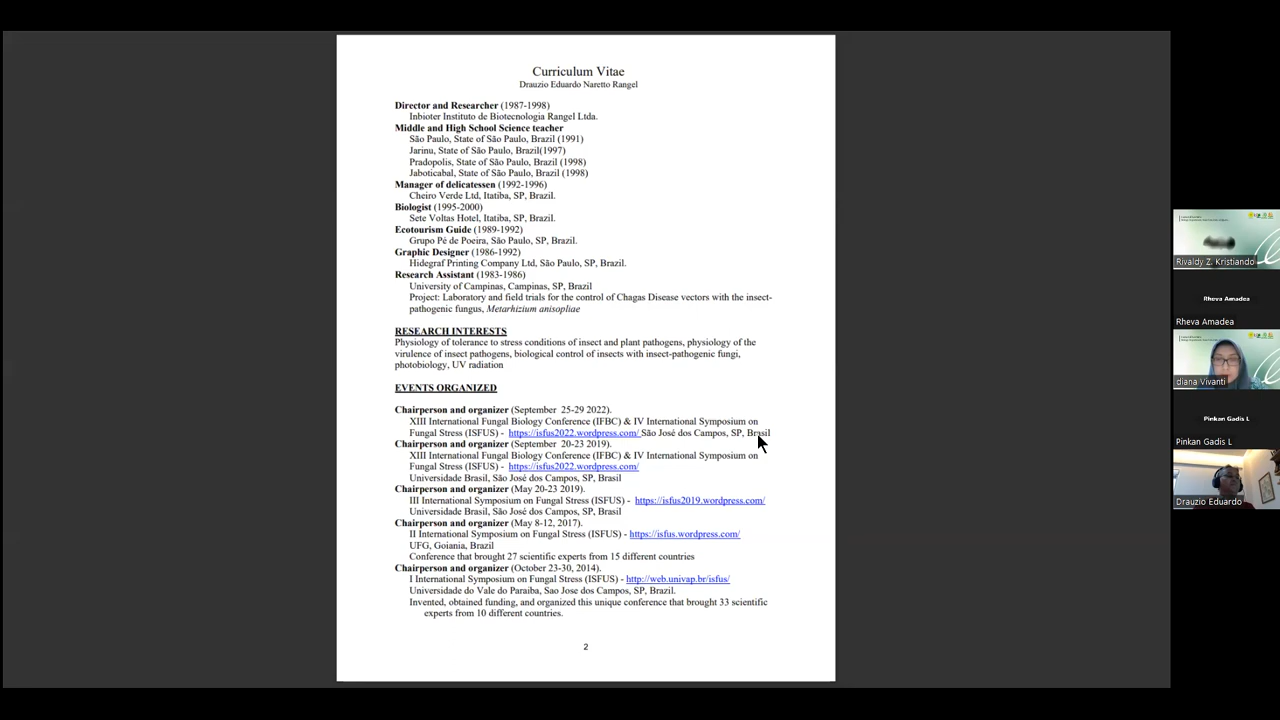 Curriculum Vitae
Drauzio Eduardo Naretto Rangel
Director and Researcher (1987-1998)
Inbioter Instituto de Biotecnologia Rangel Ltda.
Middle and High School Science teacher
São Paulo, State of São Paulo, Brazil (1991)
Jarinu, State of São Paulo, Brazil(1997)
Pradopolis, State of São Paulo, Brazil (1998)
Jaboticabal, State of São Paulo, Brazil (1998)
Manager of delicatessen (1992-1996)
Cheiro Verde Ltd, Itatiba, SP, Brazil.
Biologist (1995-2000)
Sete Voltas Hotel, Itatiba, SP, Brazil.
Ecotourism Guide (1989-1992)
Grupo Pé de Poeira, São Paulo, SP, Brazil.
Graphic Designer (1986-1992)
Hidegraf Printing Company Ltd, São Paulo, SP, Brazil.
Research Assistant (1983-1986)
University of Campinas, Campinas, SP, Brazil
Project: Laboratory and field trials for the control of Chagas Disease vectors with the insect-
pathogenic fungus, Metarhizium anisopliae
RESEARCH INTERESTS
Physiology of tolerance to stress conditions of insect and plant pathogens, physiology of the
virulence of insect pathogens, biological control of insects with insect-pathogenic fungi,
photobiology, UV radiation
EVENTS ORGANIZED
Chairperson and organizer (September 25-29 2022).
XIII International Fungal Biology Conference (IFBC) & IV International Symposium on
Fungal Stress (ISFUS) - https://isfus2022.wordpress.com/ São José dos Campos, SP, Brasil
Chairperson and organizer (September 20-23 2019).
XIII International Fungal Biology Conference (IFBC) & IV International Symposium on
Fungal Stress (ISFUS) - https://isfus2022.wordpress.com/
Universidade Brasil, São José dos Campos, SP, Brasil
Chairperson and organizer (May 20-23 2019).
III International Symposium on Fungal Stress (ISFUS) - https://isfus2019.wordpress.com/
Universidade Brasil, São José dos Campos, SP, Brasil
Chairperson and organizer (May 8-12, 2017).
II International Symposium on Fungal Stress (ISFUS) - https://isfus.wordpress.com/
UFG, Goiania, Brazil
Conference that brought 27 scientific experts from 15 different countries
Chairperson and organizer (October 23-30, 2014).
I International Symposium on Fungal Stress (ISFUS) - http://web.univap.br/isfus/
Universidade do Vale do Paraiba, Sao Jose dos Campos, SP, Brazil.
Invented, obtained funding, and organized this unique conference that brought 33 scientific
experts from 10 different countries.
2
Rivaldy Z. Kristiando
Rheva Amadea
Rheva Amadea
diana Vivanti
Pinkan Gadis L
Pinkan Gadis L
Drauzio Eduardo